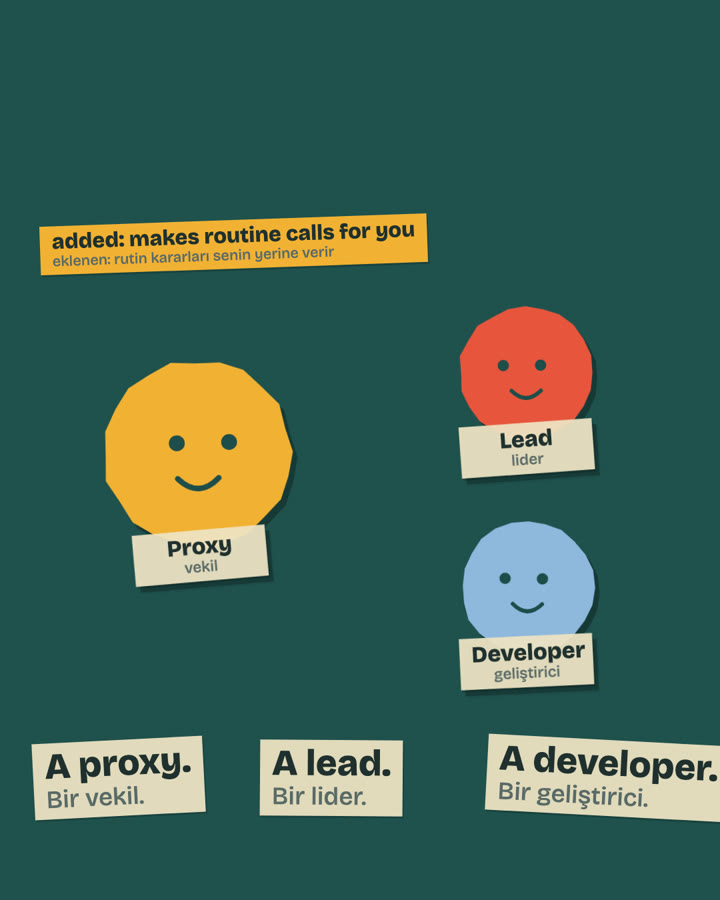 added: makes routine calls for you
eklenen: rutin kararları senin yerine verir
Lead
lider
Proxy
vekil
Developer
geliştirici
A proxy.
Bir vekil.
A lead.
Bir lider.
A developer.
Bir geliştirici.